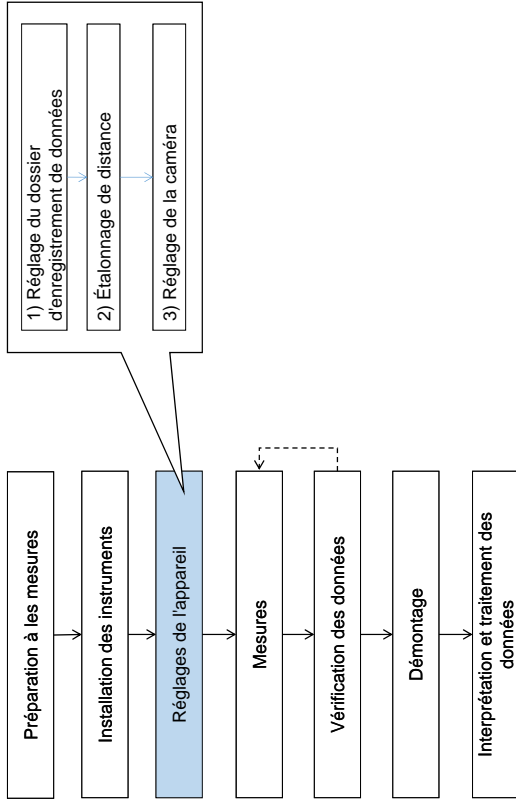 Préparation à les mesures
Installation des instruments
Réglages de l'appareil
Mesures
Vérification des données
Démontage
Interprétation et traitement des
données
1) Réglage du dossier
d'enregistrement de données
2) Étalonnage de distance
3) Réglage de la caméra